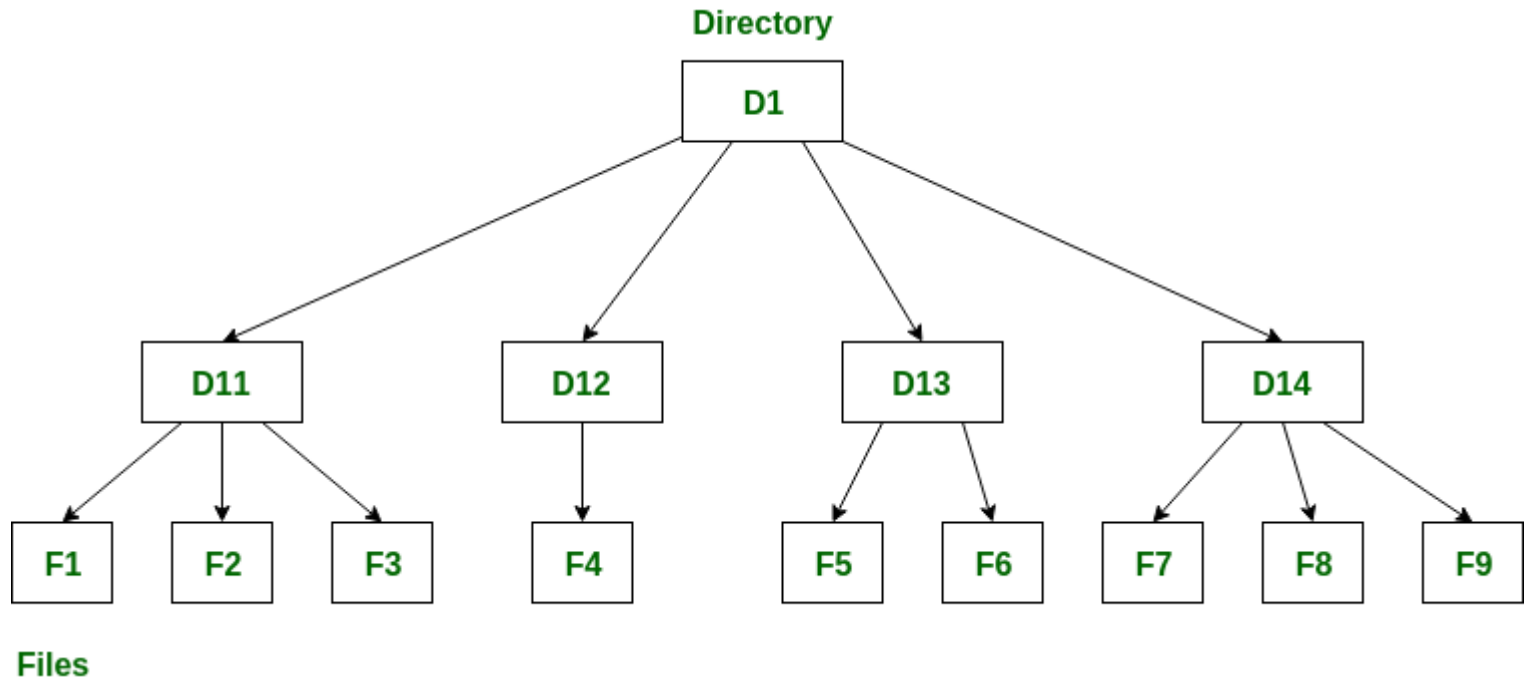 Directory
D1
D11 D12 D13 D14
F1 F2 F3 F4 F5 F6 F7 F8 F9
Files